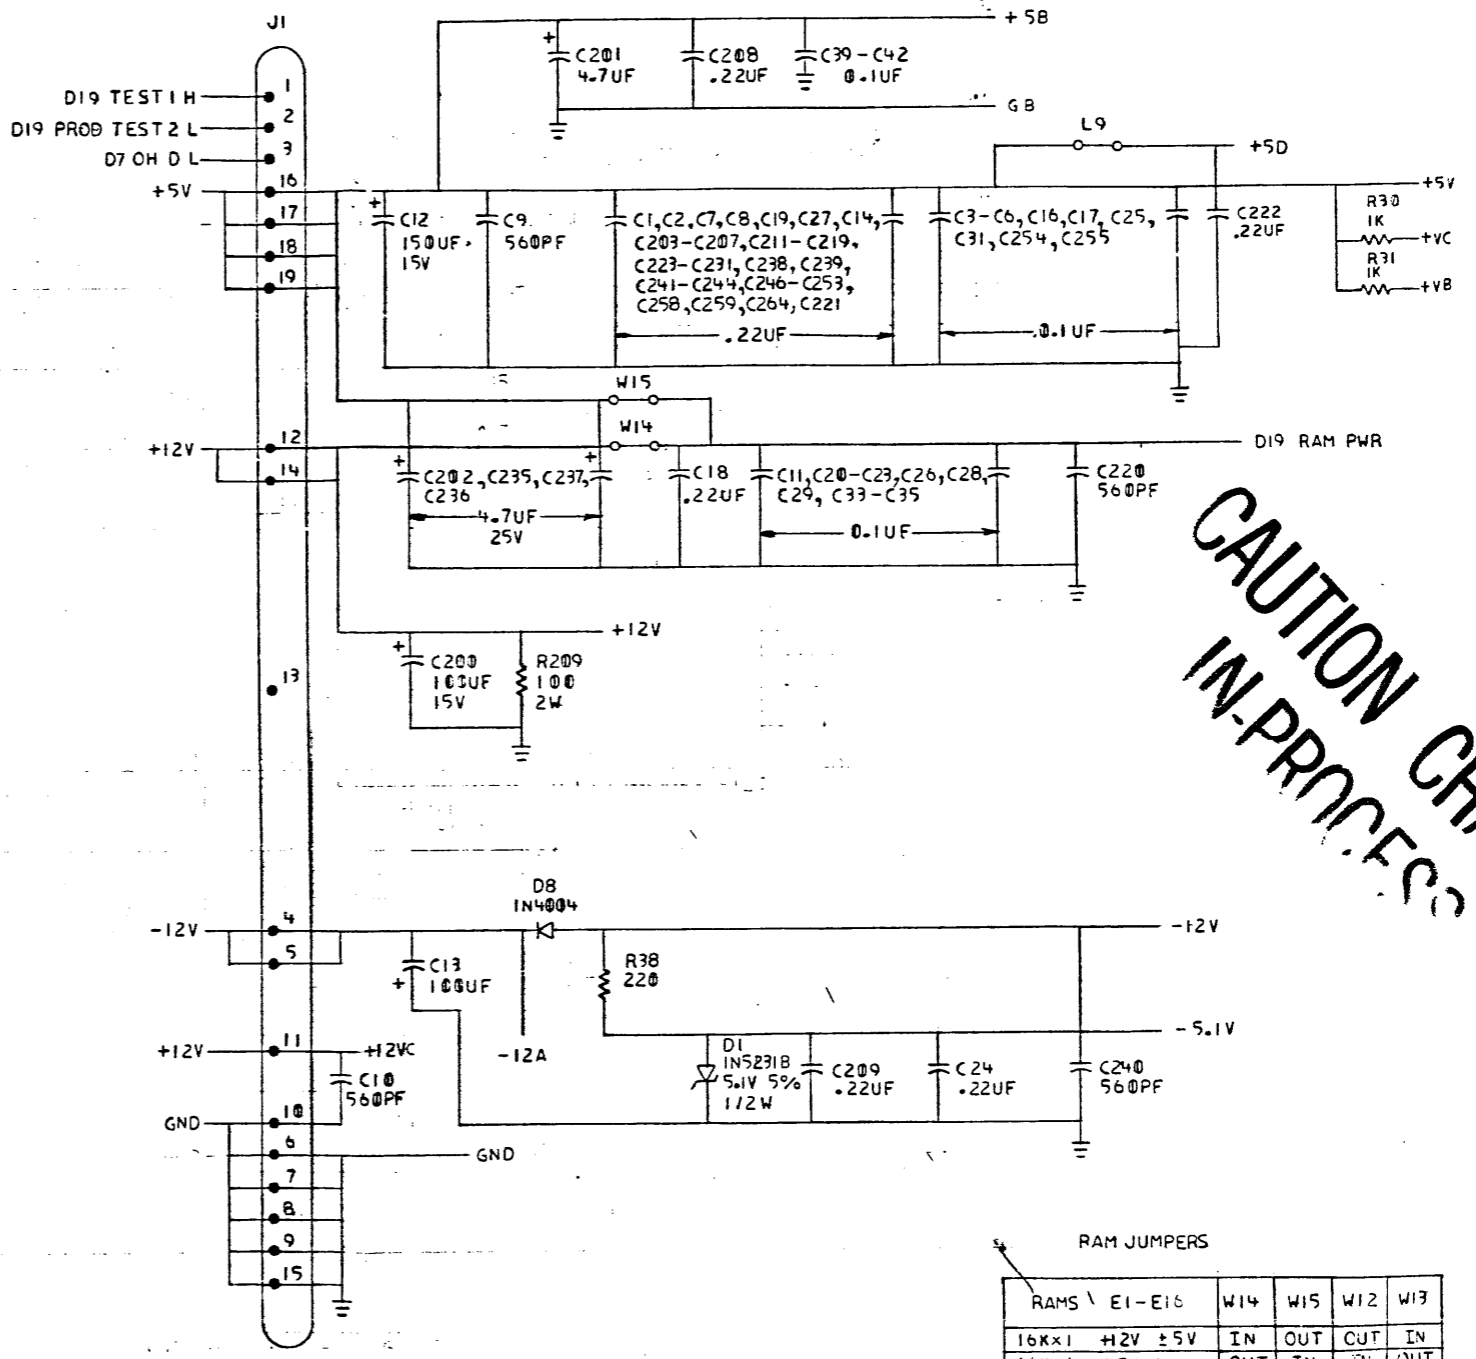 J1
+5B
C201
4.7UF
C208
.22UF
C39-C42
0.1UF
GB
D19 TEST 1 H
1
D19 PROD TEST 2 L
2
D7 OH D L
3
L9
+5D
+5V
16
17
18
19
C12
150UF
15V
C9
560PF
C1,C2,C7,C8,C19,C27,C14,
C203-C207,C211-C219,
C223-C231,C238,C239,
C241-C244,C246-C253,
C258,C259,C264,C221
.22UF
C3-C6,C16,C17,C25,
C31,C254,C255
.0.1UF
C222
.22UF
+5V
R30
1K
+VC
R31
1K
+VB
W15
W14
+12V
12
14
C202,C235,C237,
C236
4.7UF
25V
C18
.22UF
C11,C20-C23,C26,C28,
C29,C33-C35
0.1UF
C220
560PF
D19 RAM PWR
+12V
C200
100UF
15V
R209
100
2W
13
CAUTION
IN-PROCESS
D8
1N4004
-12V
4
5
-12V
C13
100UF
R38
220
-12A
-5.1V
+12V
11
+12VC
C10
560PF
D1
1N5231B
5.1V 5%
1/2W
C209
.22UF
C24
.22UF
C240
560PF
GND
10
6
GND
7
8
9
15
RAM JUMPERS
RAMS \ E1-E16 W14 W15 W12 W13
16K×1 +12V ±5V IN OUT OUT IN